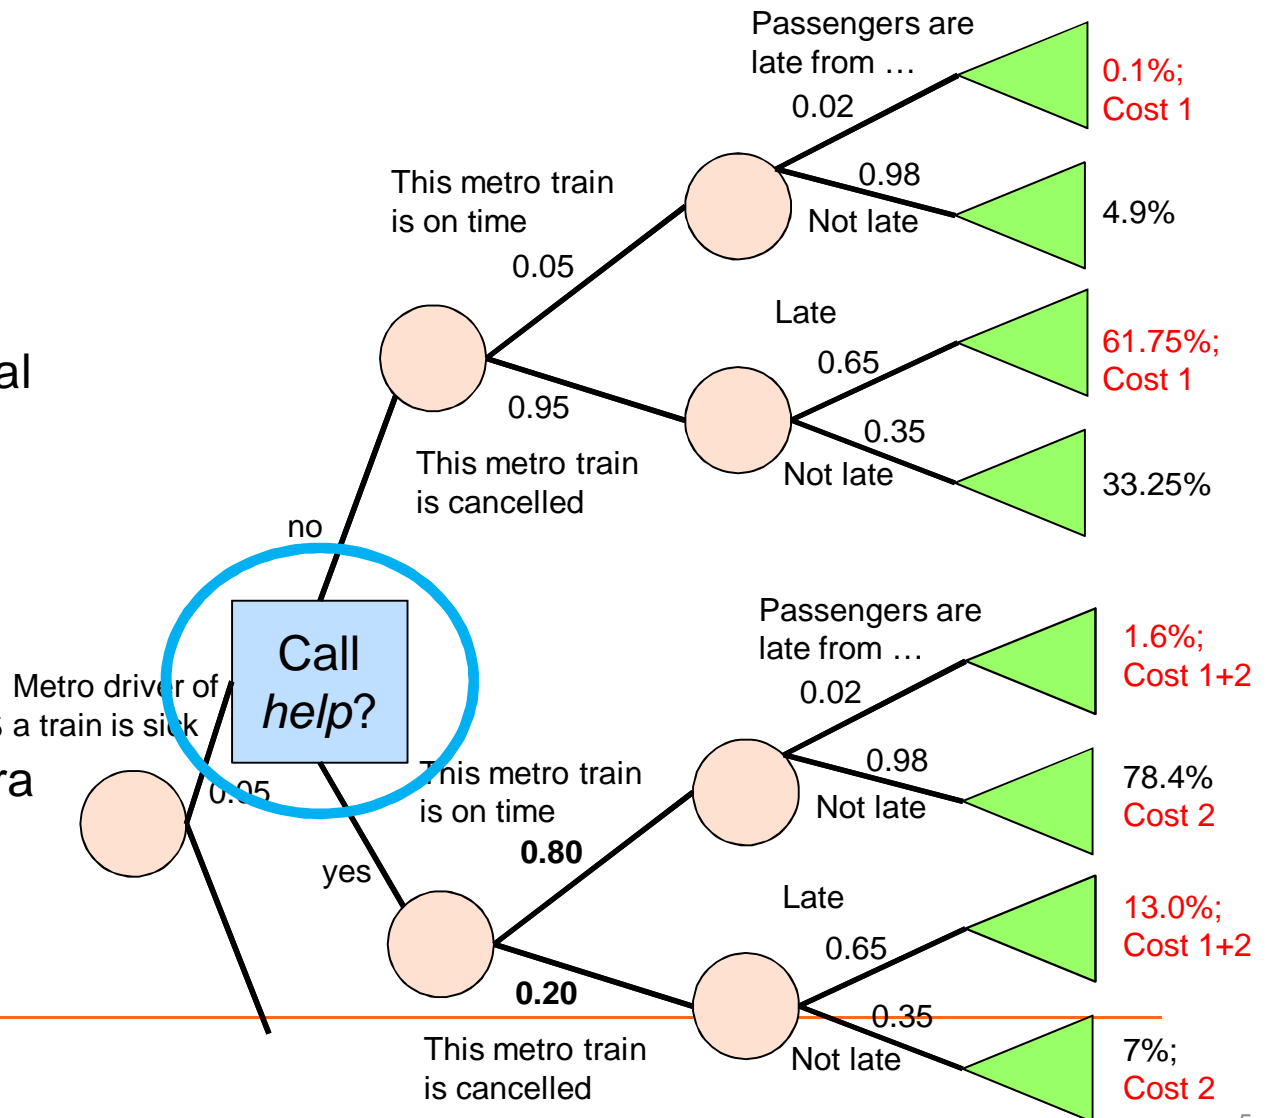 Passengers are
late from …
0.02
0.1%;
Cost 1
0.98
Not late
4.9%
This metro train
is on time
0.05
Late
0.65
61.75%;
Cost 1
0.95
0.35
Not late
33.25%
This metro train
is cancelled
al
no
Call
help?
Metro driver of
s a train is sick
ra
0.05
yes
Passengers are
late from …
0.02
1.6%;
Cost 1+2
0.98
Not late
78.4%
Cost 2
This metro train
is on time
0.80
Late
0.65
13.0%;
Cost 1+2
0.20
0.35
Not late
7%;
Cost 2
This metro train
is cancelled